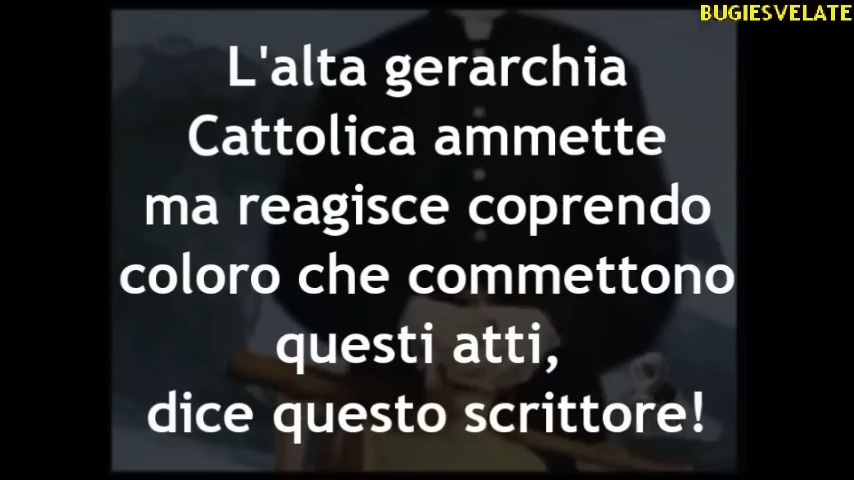 BUGIESVELATE
L'alta gerarchia
Cattolica ammette
ma reagisce coprendo
coloro che commettono
questi atti,
dice questo scrittore!